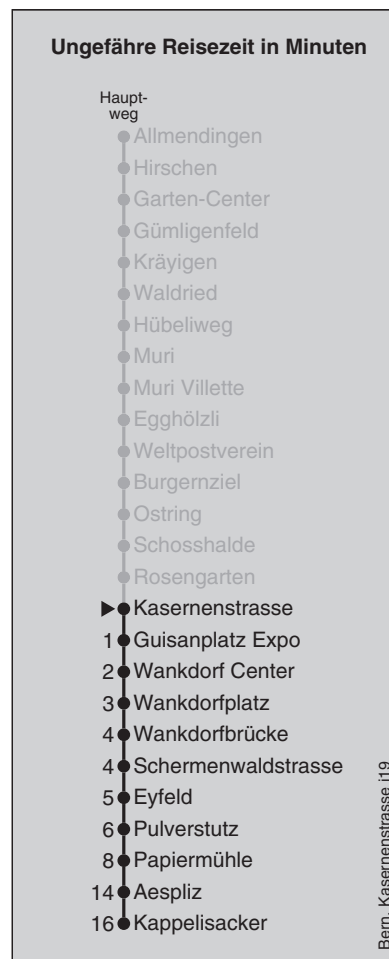 Ungefähre Reisezeit in Minuten
Haupt-
weg
Allmendingen
Hirschen
Garten-Center
Gümligenfeld
Kräyigen
Waldried
Hübeliweg
Muri
Muri Villette
Egghölzli
Weltpostverein
Burgernziel
Ostring
Schosshalde
Rosengarten
Kasernenstrasse
1 Guisanplatz Expo
2 Wankdorf Center
3 Wankdorfplatz
4 Wankdorfbrücke
4 Schermenwaldstrasse
5 Eyfeld
6 Pulverstutz
8 Papiermühle
14 Aespliz
16 Kappelisacker
Bern, Kasernenstrasse i19